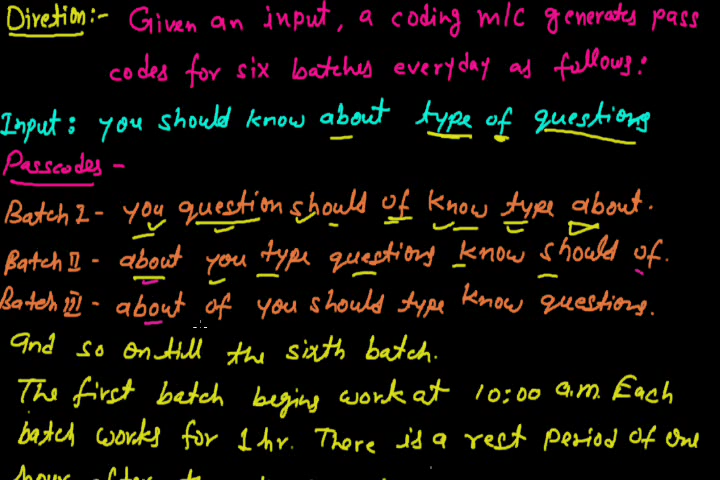 Diretion:- Given an input, a coding m/c generates pass
codes for six batches everyday as follows:
Input: you should know about type of questions
Passcodes -
Batch I - you question should of know type about.
Batch II - about you type questions know should of.
Batch III - about of you should type know questions.
And so on till the sixth batch.
The first batch begins work at 10:00 a.m. Each
batch works for 1 hr. There is a rest period of one
hour after the